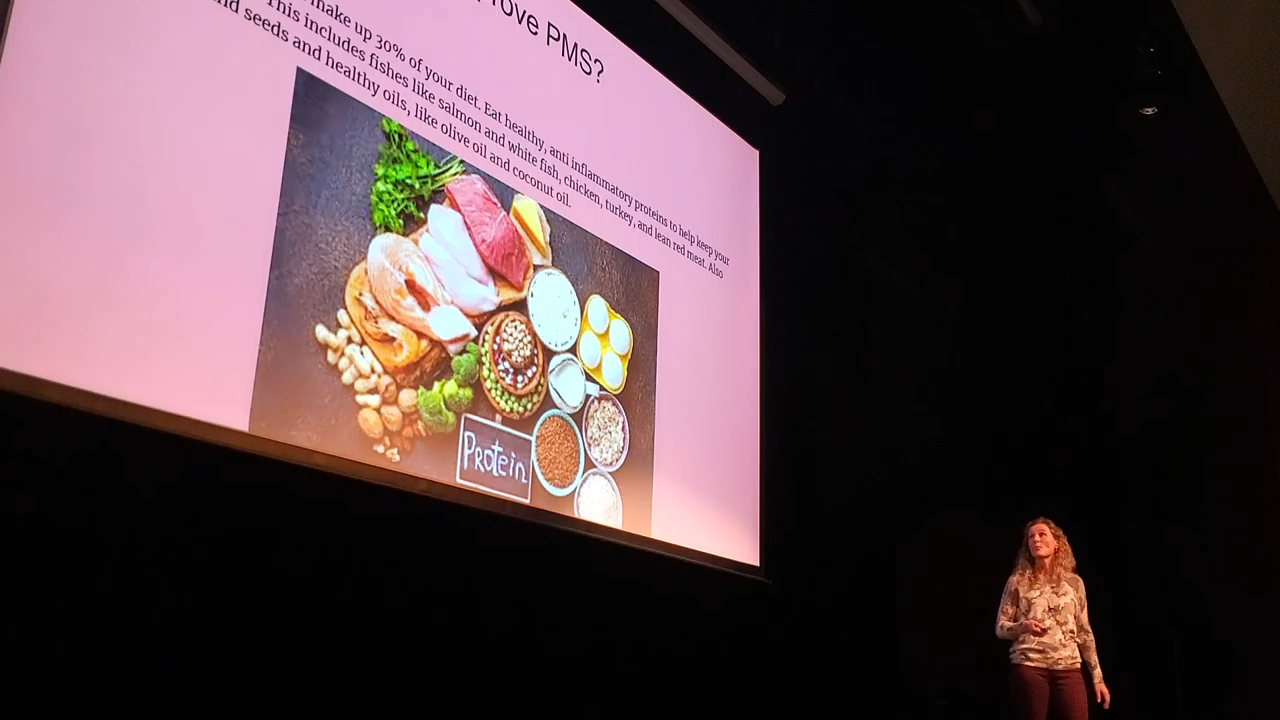 PMS?
make up 30% of your diet. Eat healthy, anti inflammatory proteins to help keep your
This includes fishes like salmon and white fish, chicken, turkey, and lean red meat. Also
seeds and healthy oils, like olive oil and coconut oil.
Protein